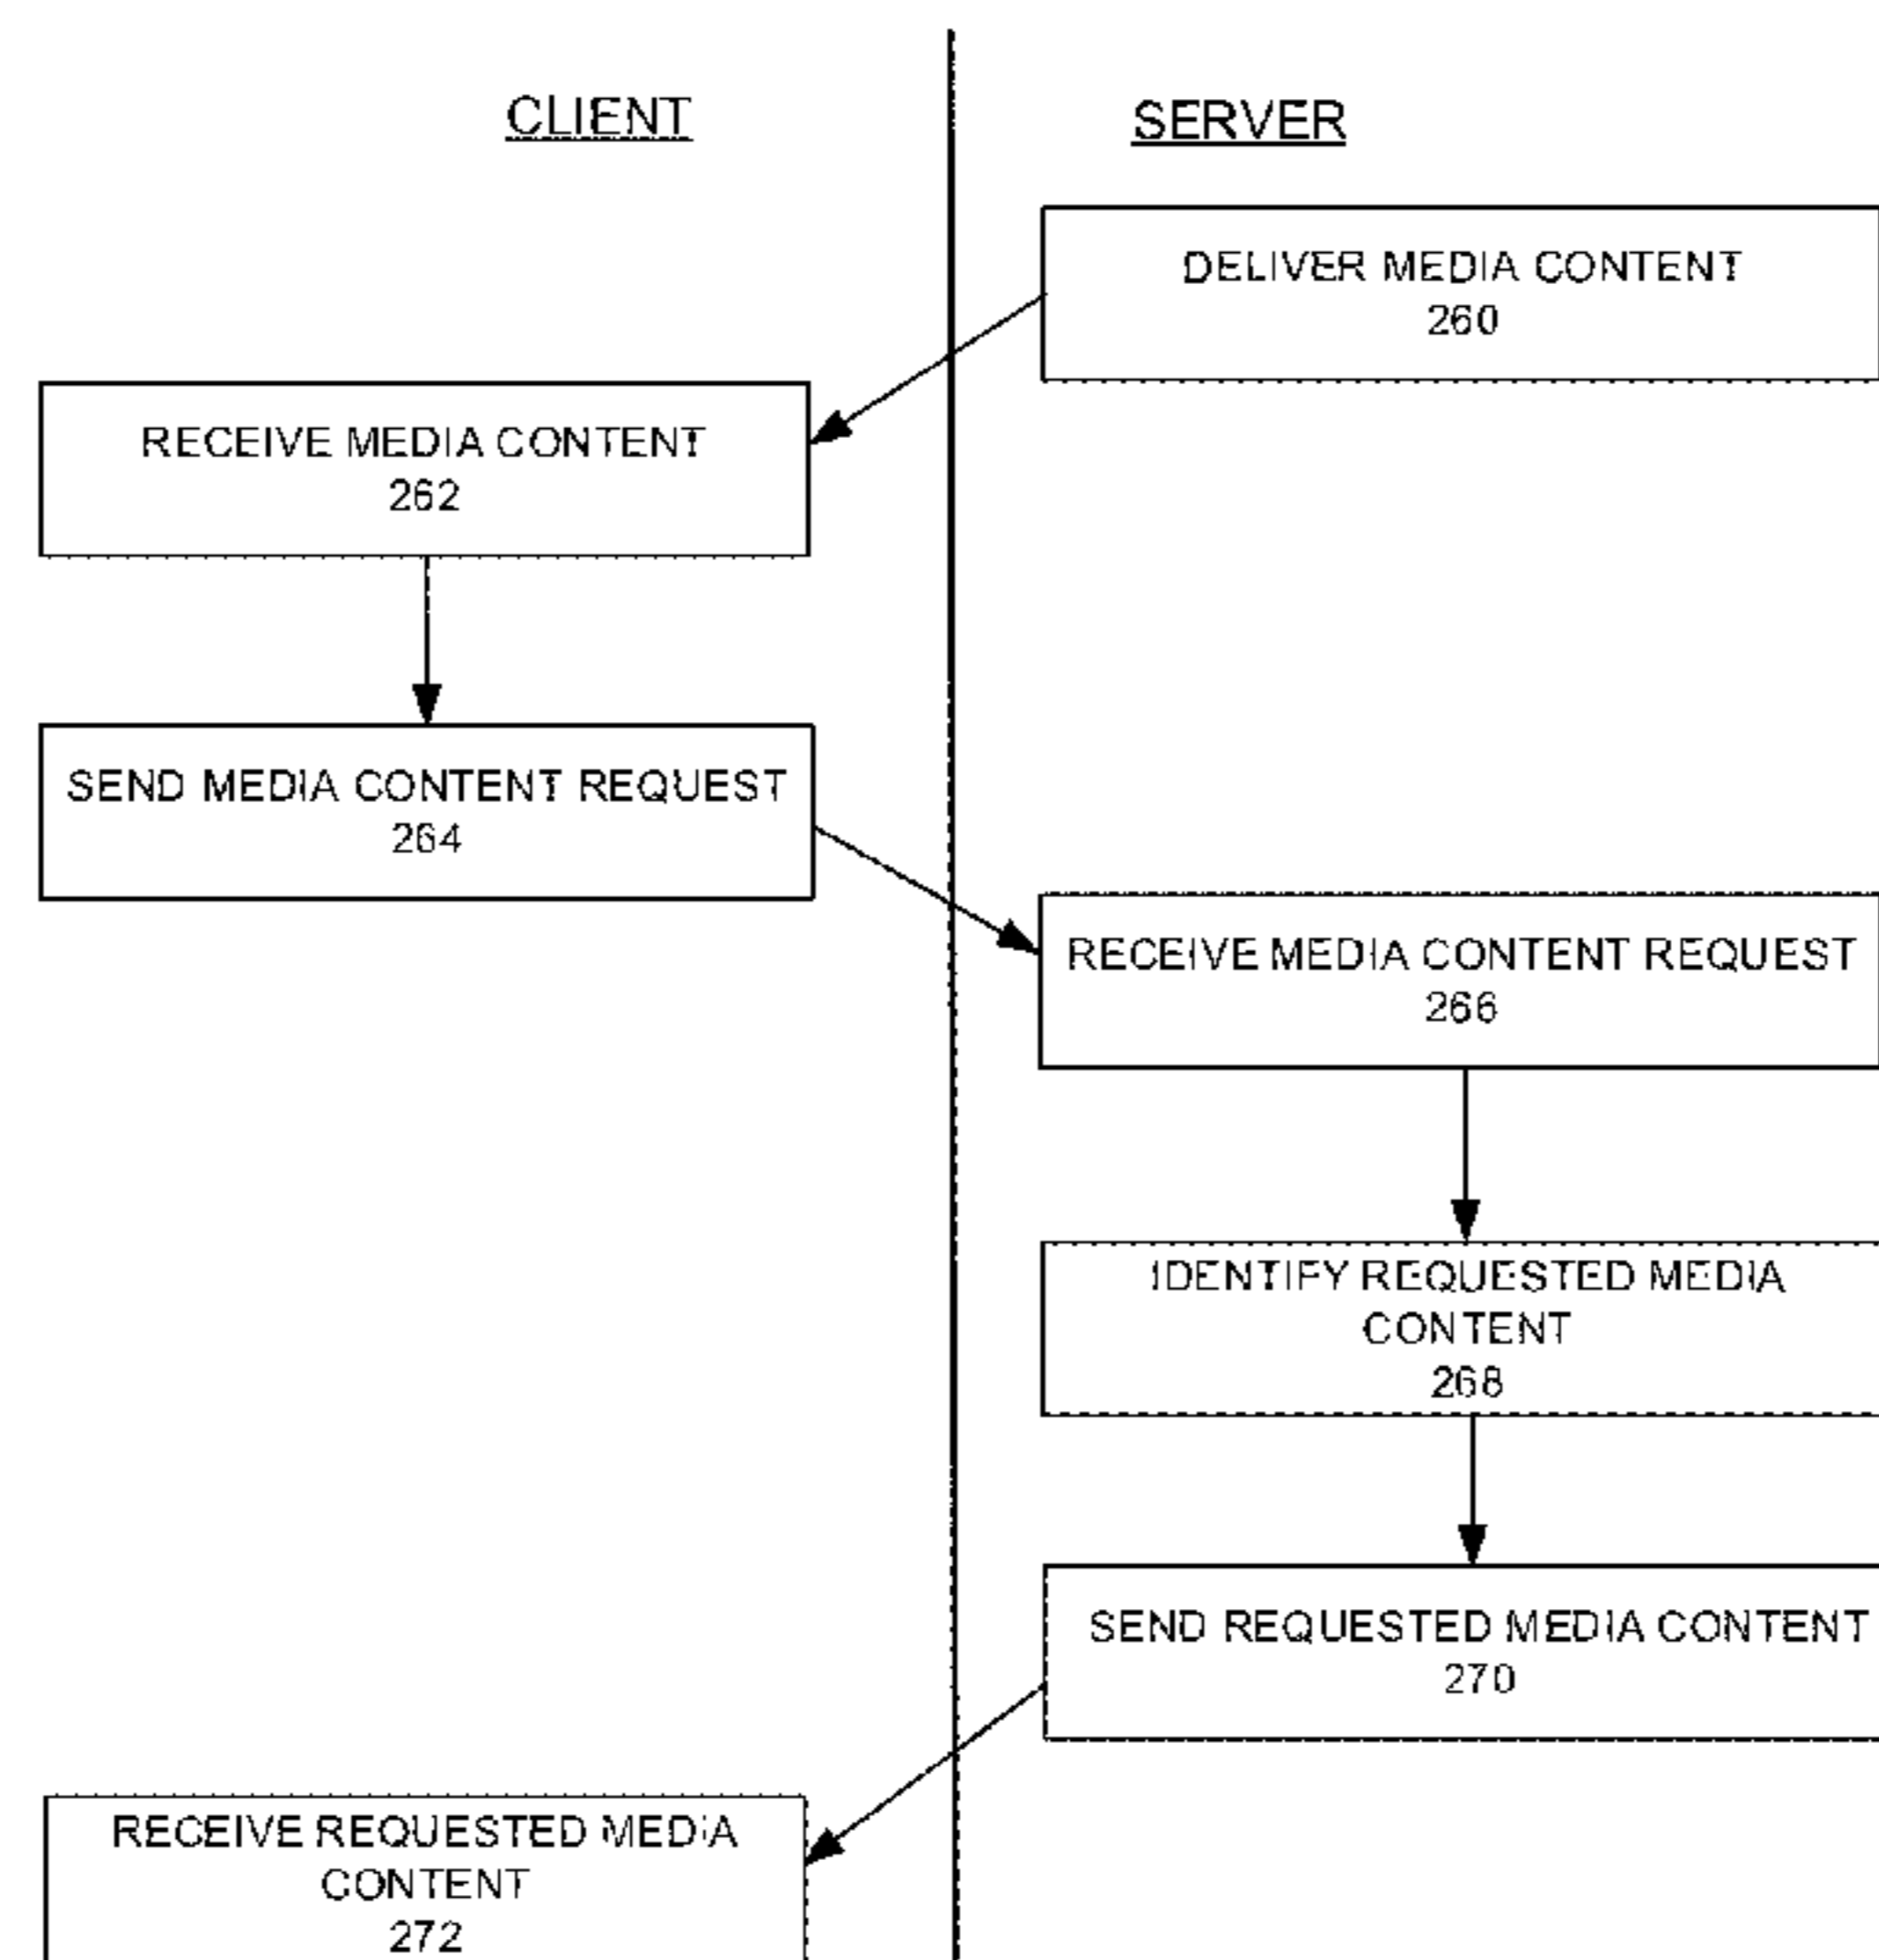 CLIENT
SERVER
DELIVER MEDIA CONTENT
260
RECEIVE MEDIA CONTENT
262
SEND MEDIA CONTENT REQUEST
264
RECEIVE MEDIA CONTENT REQUEST
266
IDENTIFY REQUESTED MEDIA
CONTENT
268
SEND REQUESTED MEDIA CONTENT
270
RECEIVE REQUESTED MEDIA
CONTENT
272